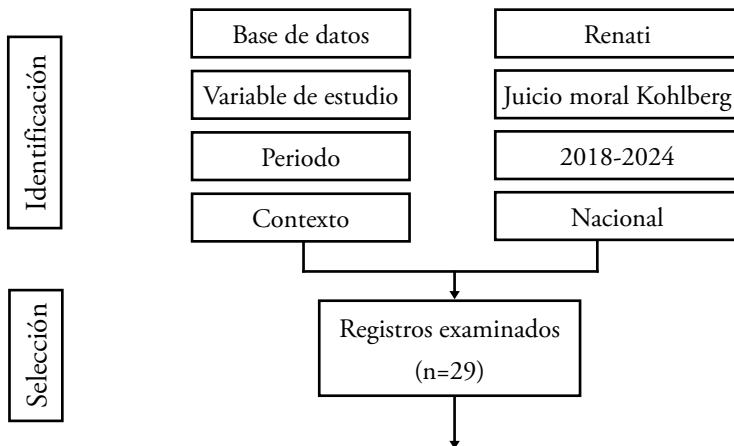 Identificación
Base de datos
Renati
Variable de estudio
Juicio moral Kohlberg
Periodo
2018-2024
Contexto
Nacional
Selección
Registros examinados
(n=29)